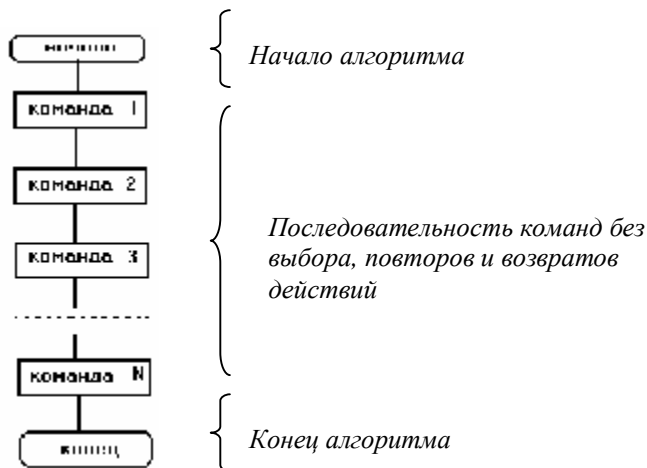 начало
Начало алгоритма
команда 1
команда 2
команда 3
Последовательность команд без
выбора, повторов и возвратов
действий
команда N
конец
Конец алгоритма